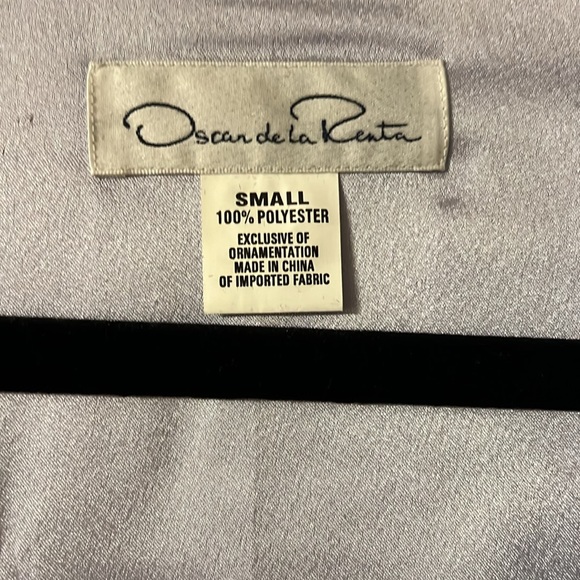 Oscar de la Renta
SMALL
100% POLYESTER
EXCLUSIVE OF
ORNAMENTATION
MADE IN CHINA
OF IMPORTED FABRIC